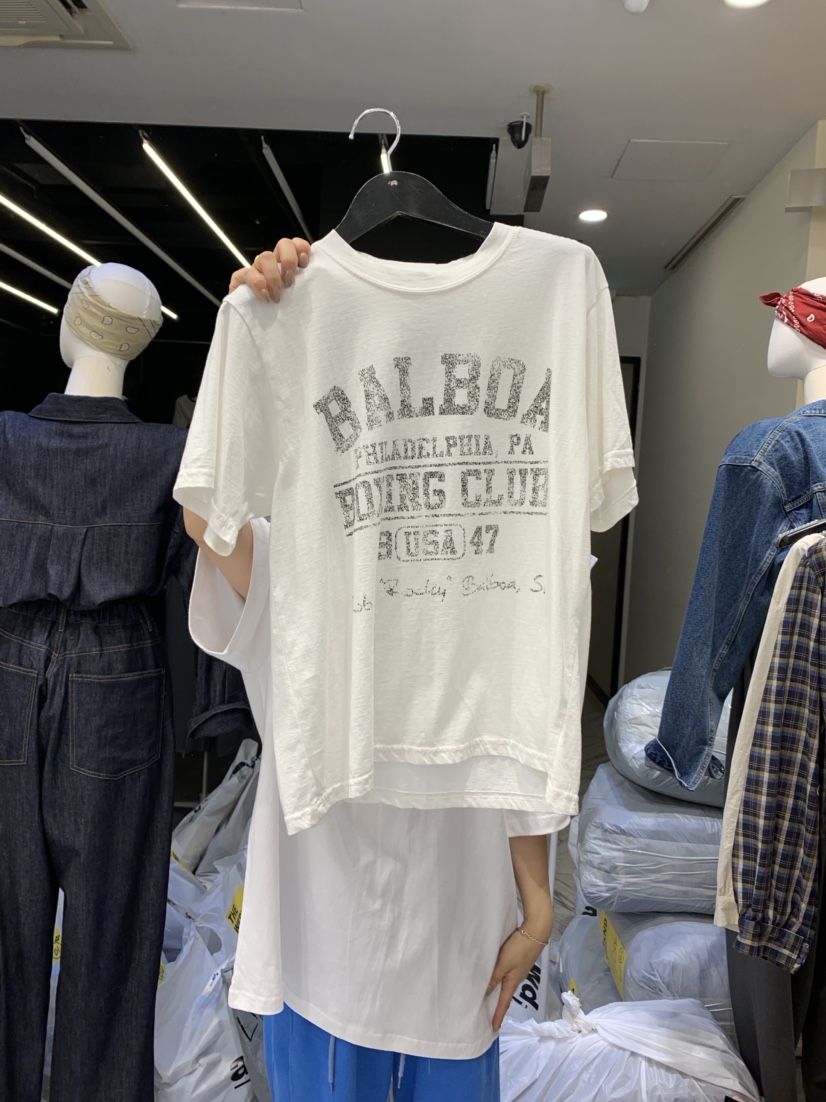 BALBOA
PHILADELPHIA, PA
BOXING CLUB
USA 47
"Rocky" Balboa, S.